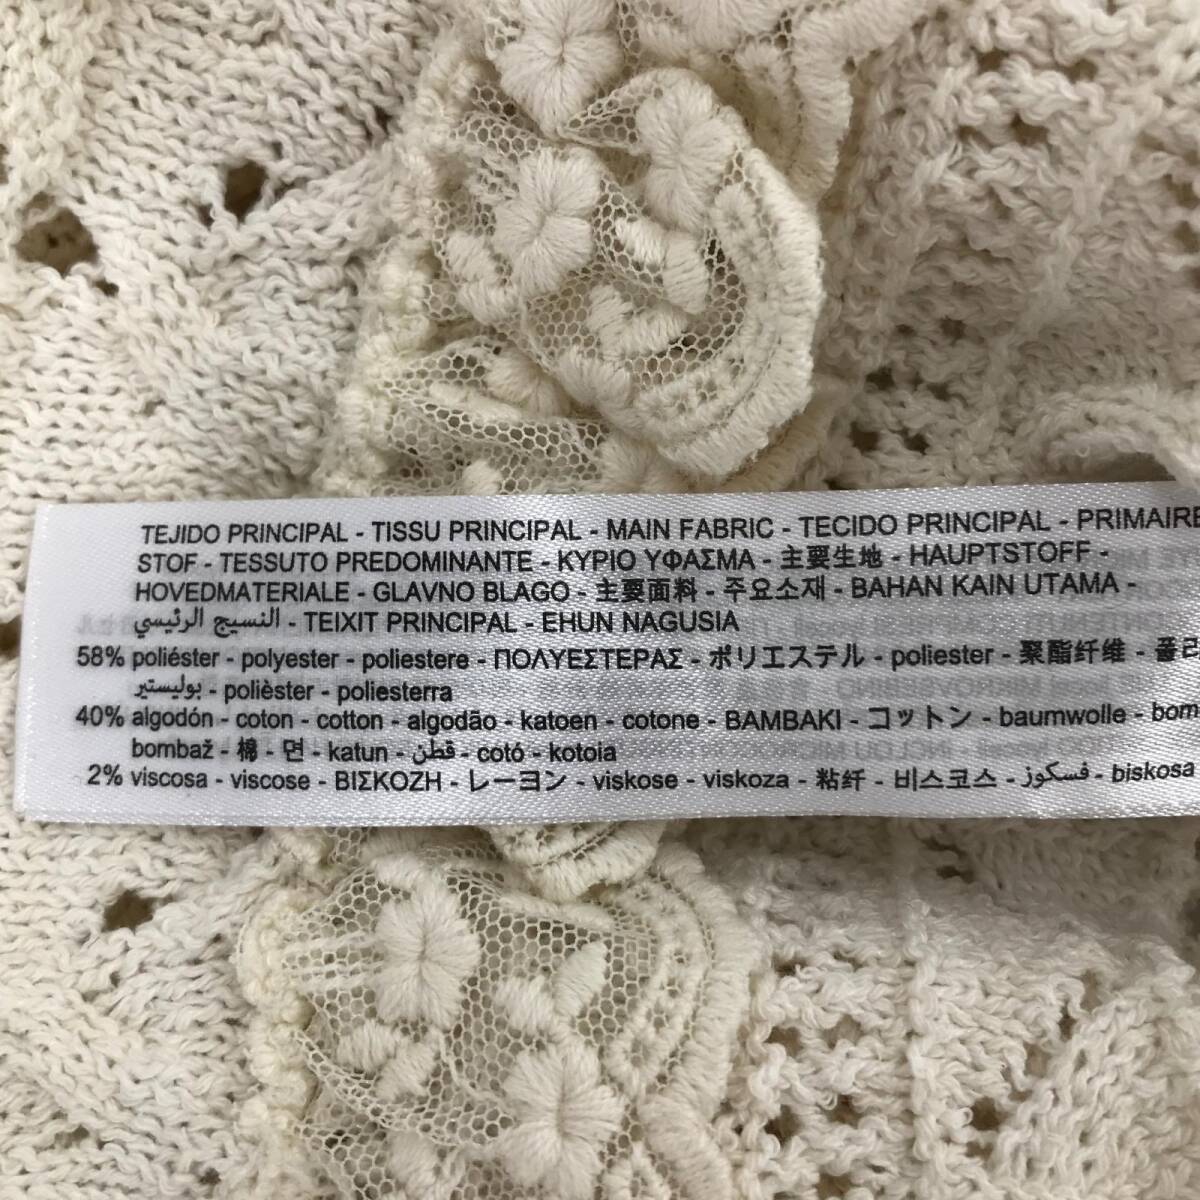 TEJIDO PRINCIPAL - TISSU PRINCIPAL - MAIN FABRIC - TECIDO PRINCIPAL - PRIMAIRE
STOF - TESSUTO PREDOMINANTE - ΚΥΡΙΟ ΥΦΑΣΜΑ - 主要生地 - HAUPTSTOFF -
HOVEDMATERIALE - GLAVNO BLAGO - 主要面料 - 주요소재 - BAHAN KAIN UTAMA -
النسيج الرئيسي - TEIXIT PRINCIPAL - EHUN NAGUSIA
58% poliéster - polyester - poliestere - ΠΟΛΥΕΣΤΕΡΑΣ - ポリエステル - poliester - 聚酯纤维 -
بوليستير - polièster - poliesterra
40% algodón - coton - cotton - algodão - katoen - cotone - ΒΑΜΒΑΚΙ - コットン - baumwolle -
bombaž - 棉 - 면 - katun - قطن - cotó - kotoia
2% viscosa - viscose - ΒΙΣΚΟΖΗ - レーヨン - viskose - viskoza - 粘纤 - 비스코스 - فسكوز - biskosa